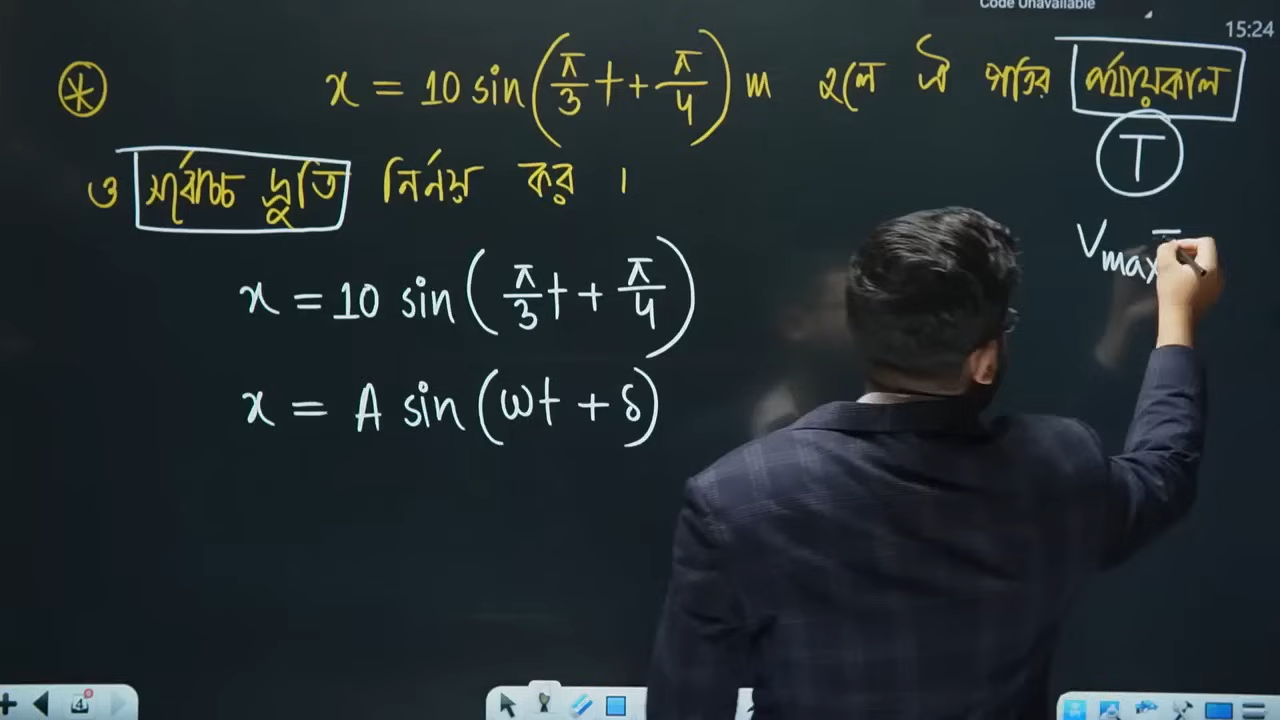 Code Unavailable
15:24
x = 10 sin(π/3 t + π/4) m হলে ঐ গতির পর্যায়কাল
T
ও সর্বোচ্চ দ্রুতি নির্ণয় কর ।
Vmax =
x = 10 sin(π/3 t + π/4)
x = A sin(ωt + δ)
4